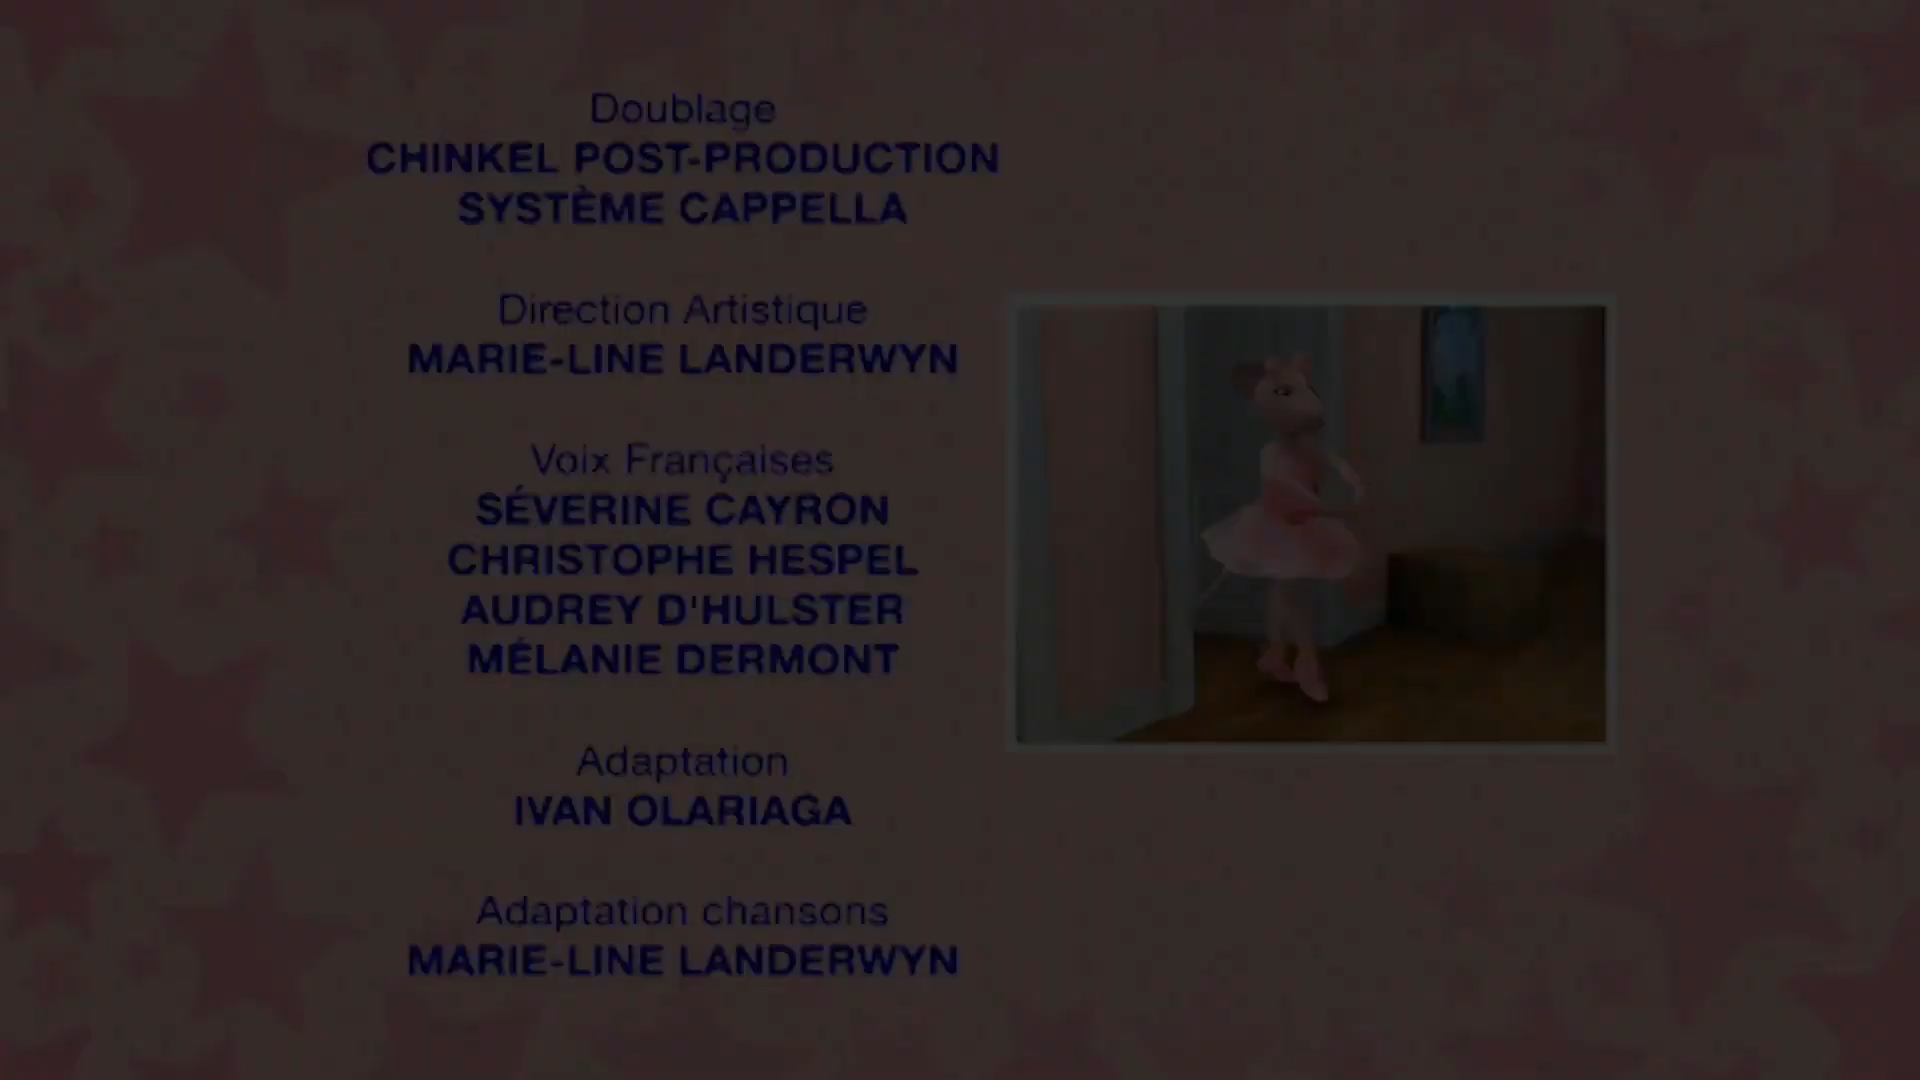 Doublage
CHINKEL POST-PRODUCTION
SYSTÈME CAPPELLA
Direction Artistique
MARIE-LINE LANDERWYN
Voix Françaises
SÉVERINE CAYRON
CHRISTOPHE HESPEL
AUDREY D'HULSTER
MÉLANIE DERMONT
Adaptation
IVAN OLARIAGA
Adaptation chansons
MARIE-LINE LANDERWYN